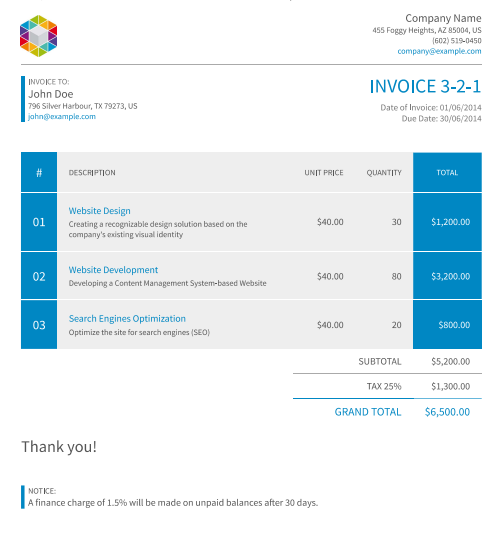 Company Name
455 Foggy Heights, AZ 85004, US
(602) 519-0450
company@example.com
INVOICE TO:
John Doe
796 Silver Harbour, TX 79273, US
john@example.com
INVOICE 3-2-1
Date of Invoice: 01/06/2014
Due Date: 30/06/2014
# DESCRIPTION UNIT PRICE QUANTITY TOTAL
01 Website Design $40.00 30 $1,200.00
Creating a recognizable design solution based on the
company's existing visual identity
02 Website Development $40.00 80 $3,200.00
Developing a Content Management System-based Website
03 Search Engines Optimization $40.00 20 $800.00
Optimize the site for search engines (SEO)
SUBTOTAL $5,200.00
TAX 25% $1,300.00
GRAND TOTAL $6,500.00
Thank you!
NOTICE:
A finance charge of 1.5% will be made on unpaid balances after 30 days.